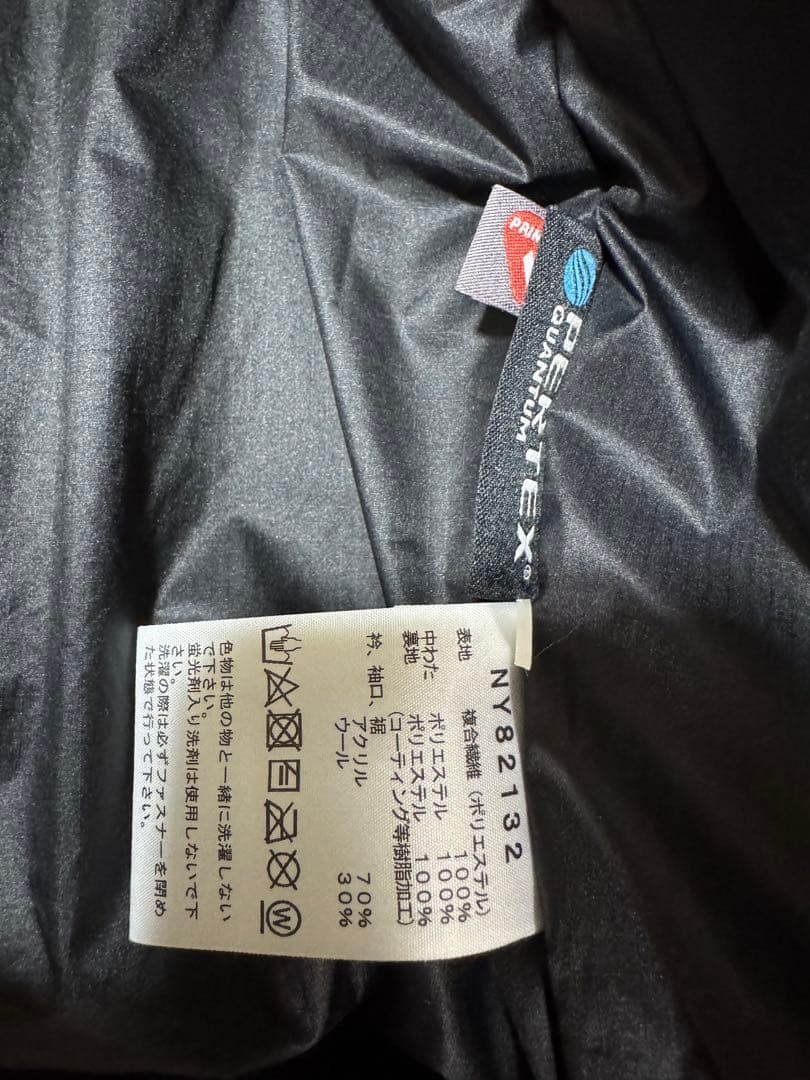 PRIM
PERTEX®
QUANTUM
NY82132
表地 複合繊維(ポリエステル)
100%
中わた ポリエステル 100%
裏地 ポリエステル 100%
(コーティング等樹脂加工)
衿、袖口、裾
アクリル 70%
ウール 30%
W
色物は他の物と一緒に洗濯しない
で下さい。
蛍光剤入り洗剤は使用しないで下
さい。
洗濯の際は必ずファスナーを閉め
た状態で行って下さい。